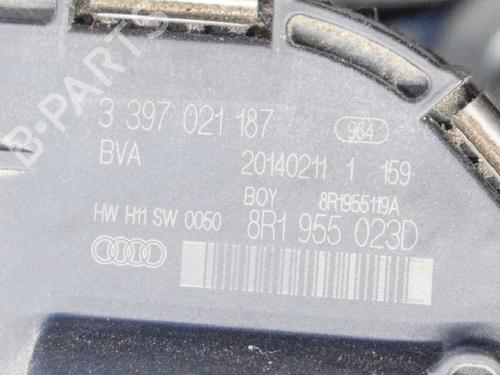 B-PARTS
3 397 021 187 964
BVA 20140211 1 159
BOY 8R1955119A
HW H11 SW 0050 8R1 955 023D